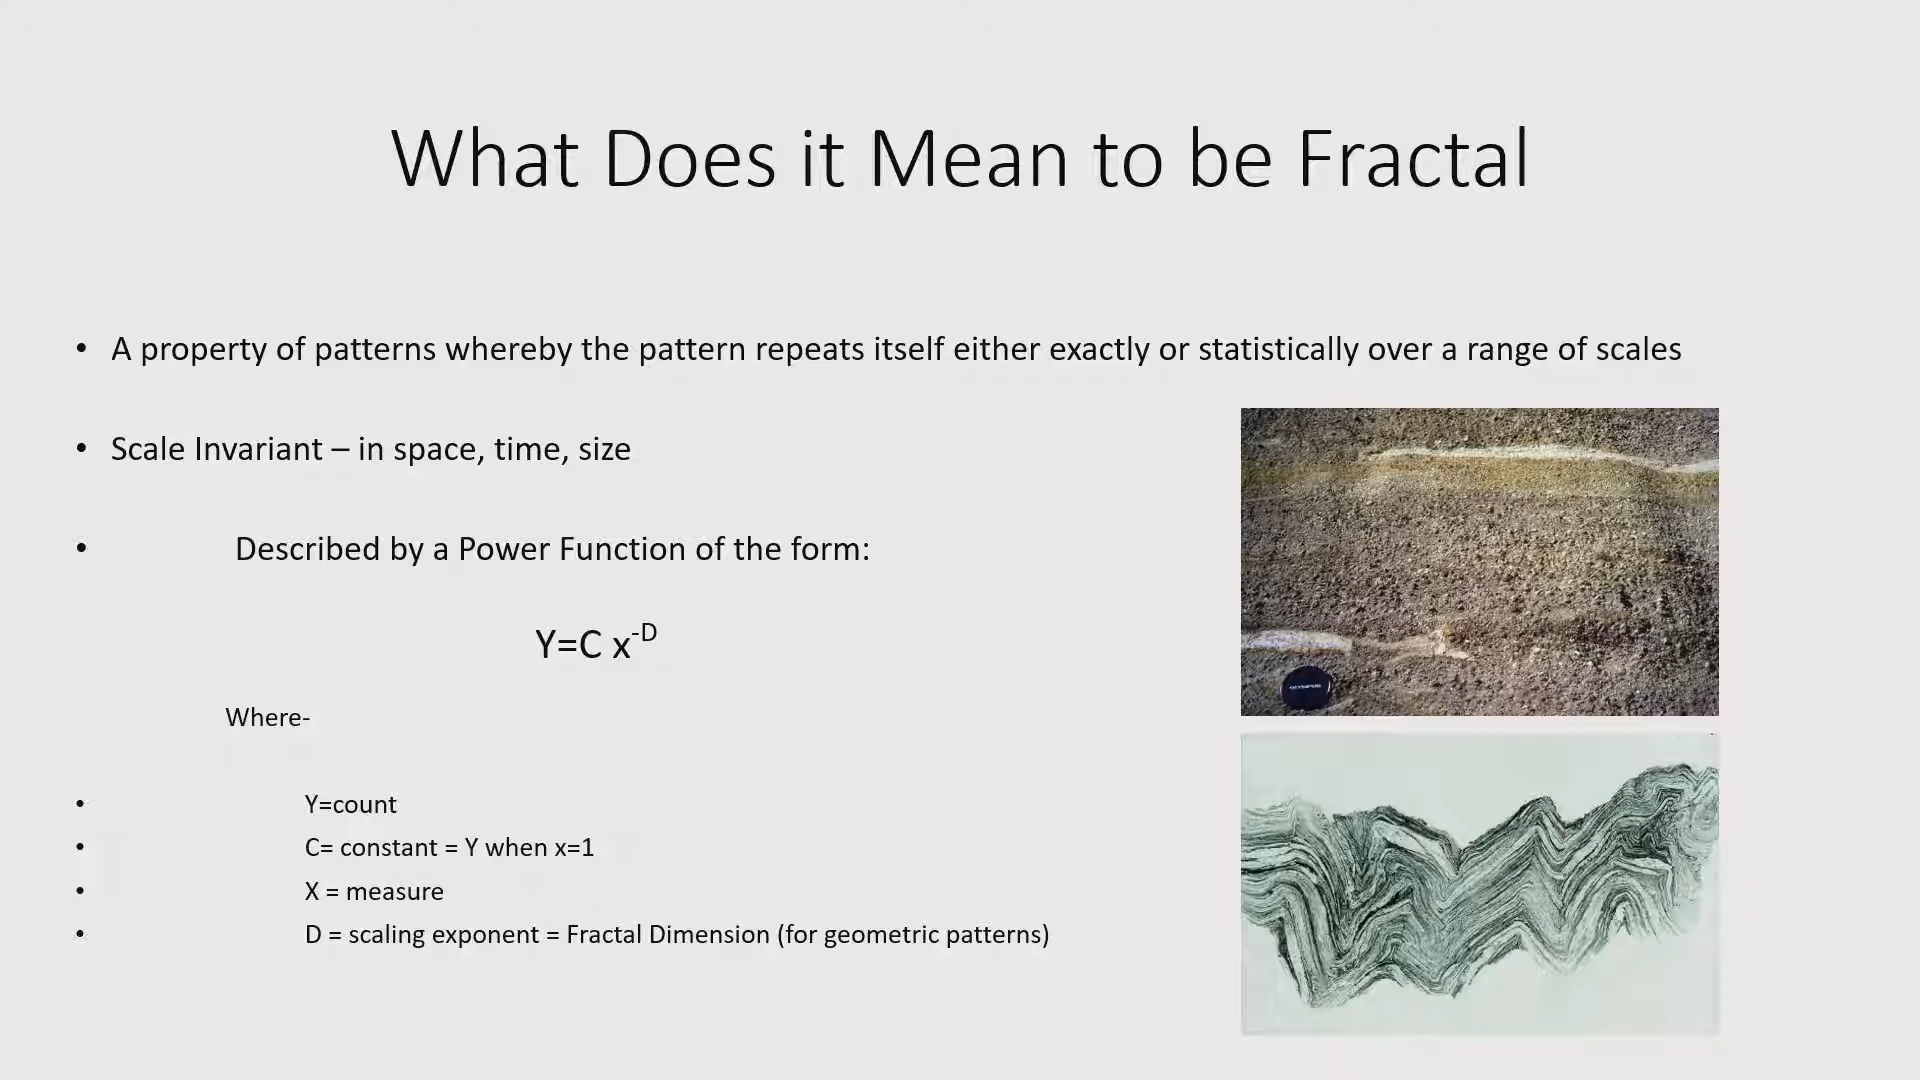 What Does it Mean to be Fractal
• A property of patterns whereby the pattern repeats itself either exactly or statistically over a range of scales
• Scale Invariant – in space, time, size
• Described by a Power Function of the form:
Y=C x^-D
Where-
• Y=count
• C= constant = Y when x=1
• X = measure
• D = scaling exponent = Fractal Dimension (for geometric patterns)
OLYMPUS